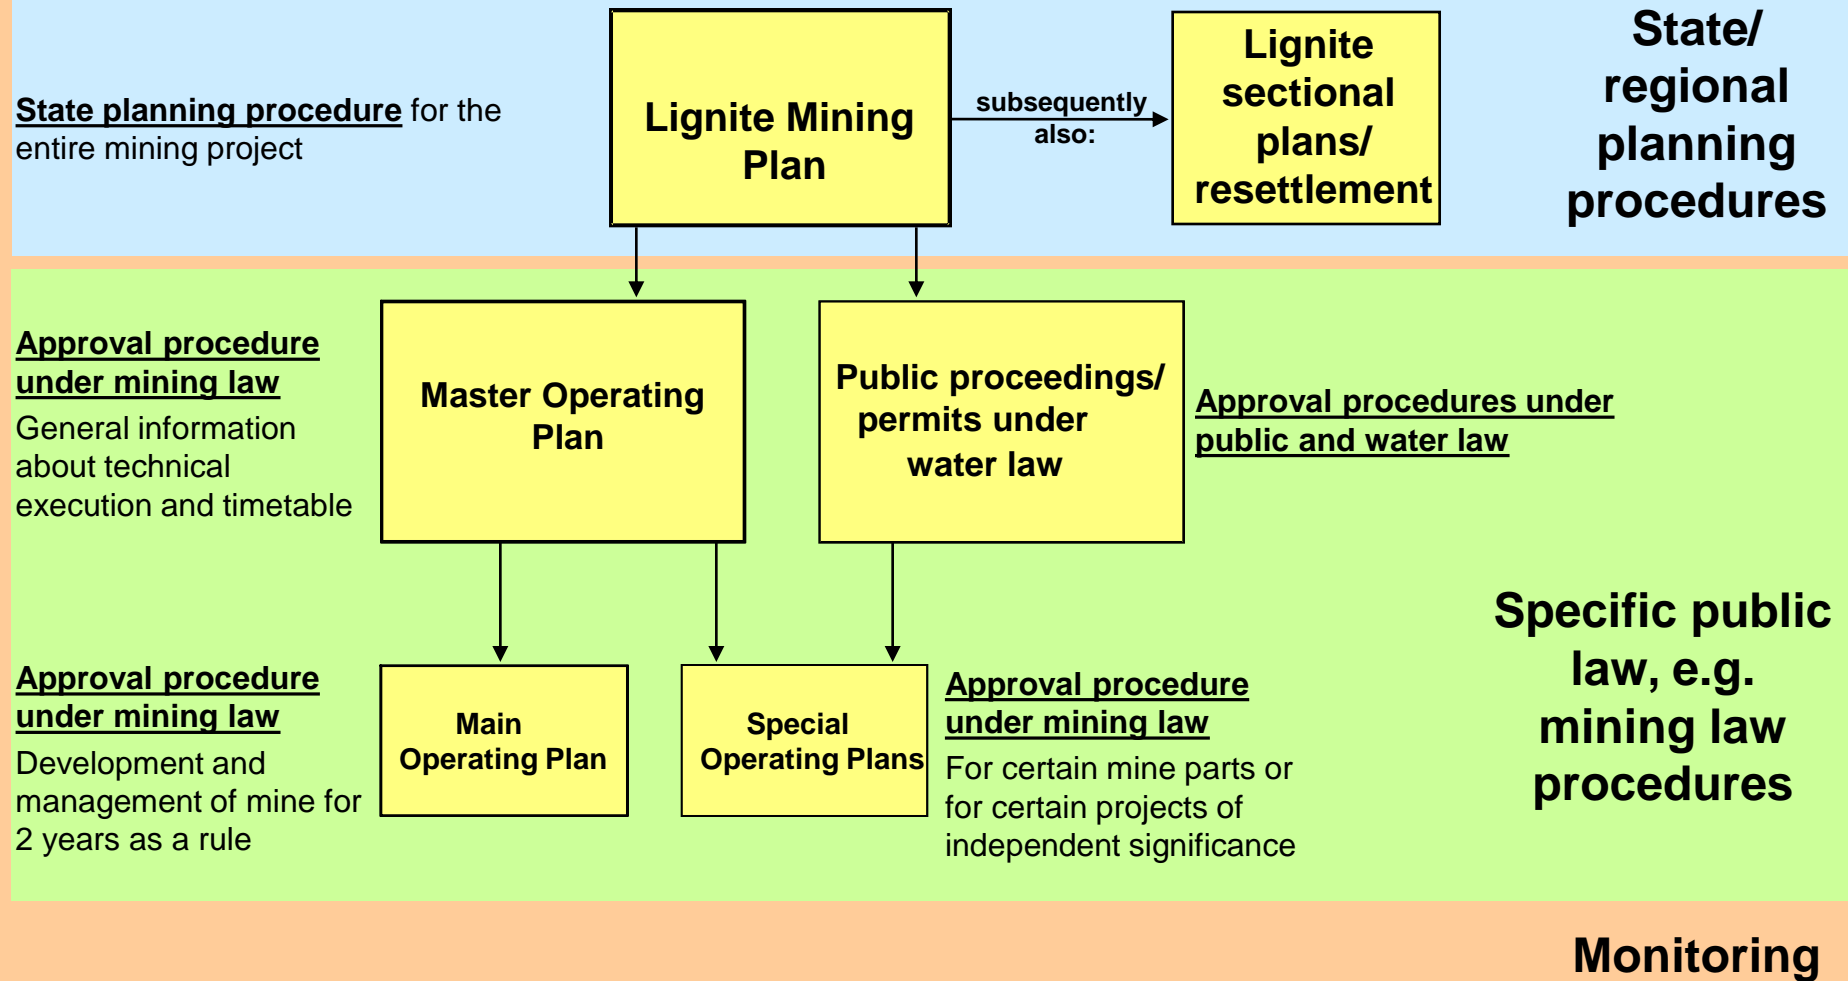 State planning procedure for the
entire mining project
Lignite Mining
Plan
subsequently
also:
Lignite
sectional
plans/
resettlement
State/
regional
planning
procedures
Approval procedure
under mining law
General information
about technical
execution and timetable
Master Operating
Plan
Public proceedings/
permits under
water law
Approval procedures under
public and water law
Approval procedure
under mining law
Development and
management of mine for
2 years as a rule
Main
Operating Plan
Special
Operating Plans
Approval procedure
under mining law
For certain mine parts or
for certain projects of
independent significance
Specific public
law, e.g.
mining law
procedures
Monitoring